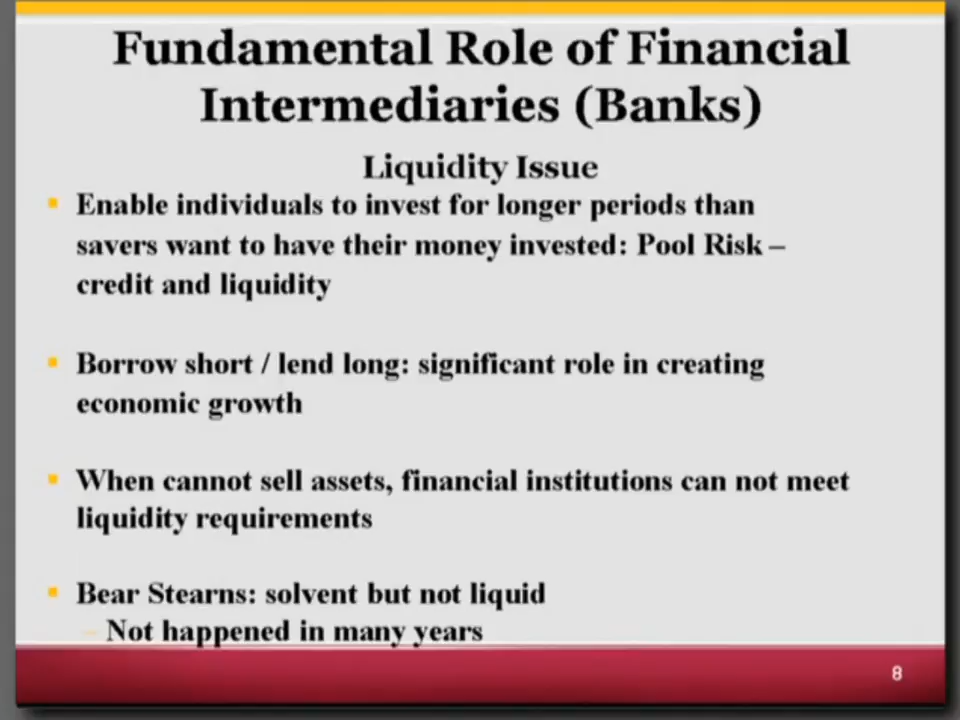 Fundamental Role of Financial
Intermediaries (Banks)
Liquidity Issue
▪ Enable individuals to invest for longer periods than
savers want to have their money invested: Pool Risk –
credit and liquidity
▪ Borrow short / lend long: significant role in creating
economic growth
▪ When cannot sell assets, financial institutions can not meet
liquidity requirements
▪ Bear Stearns: solvent but not liquid
– Not happened in many years
8